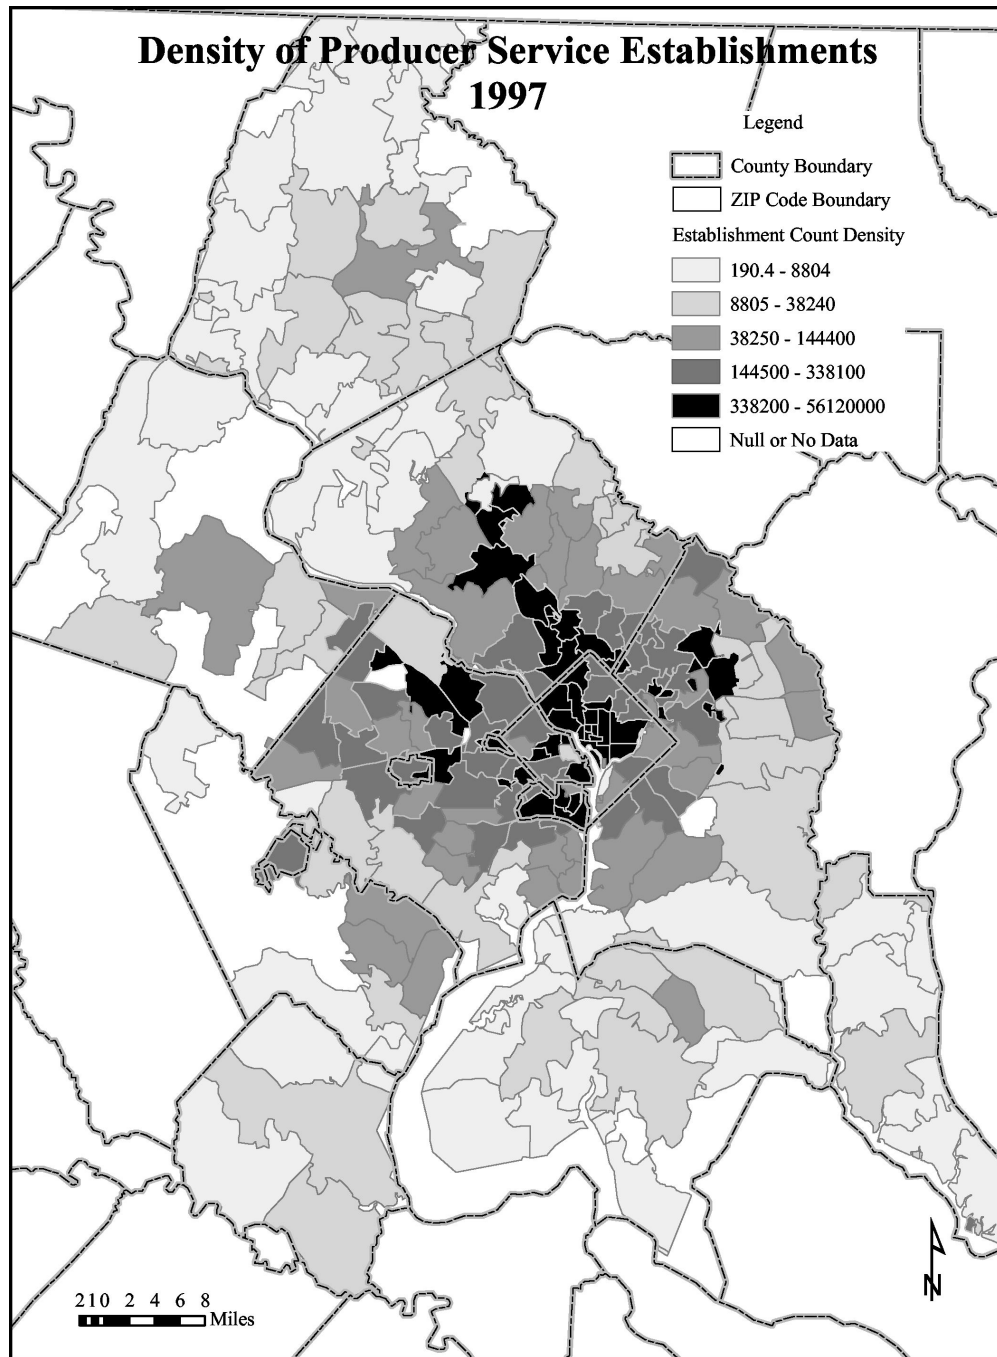 Density of Producer Service Establishments
1997
Legend
County Boundary
ZIP Code Boundary
Establishment Count Density
190.4 - 8804
8805 - 38240
38250 - 144400
144500 - 338100
338200 - 56120000
Null or No Data
N
2 1 0 2 4 6 8
Miles